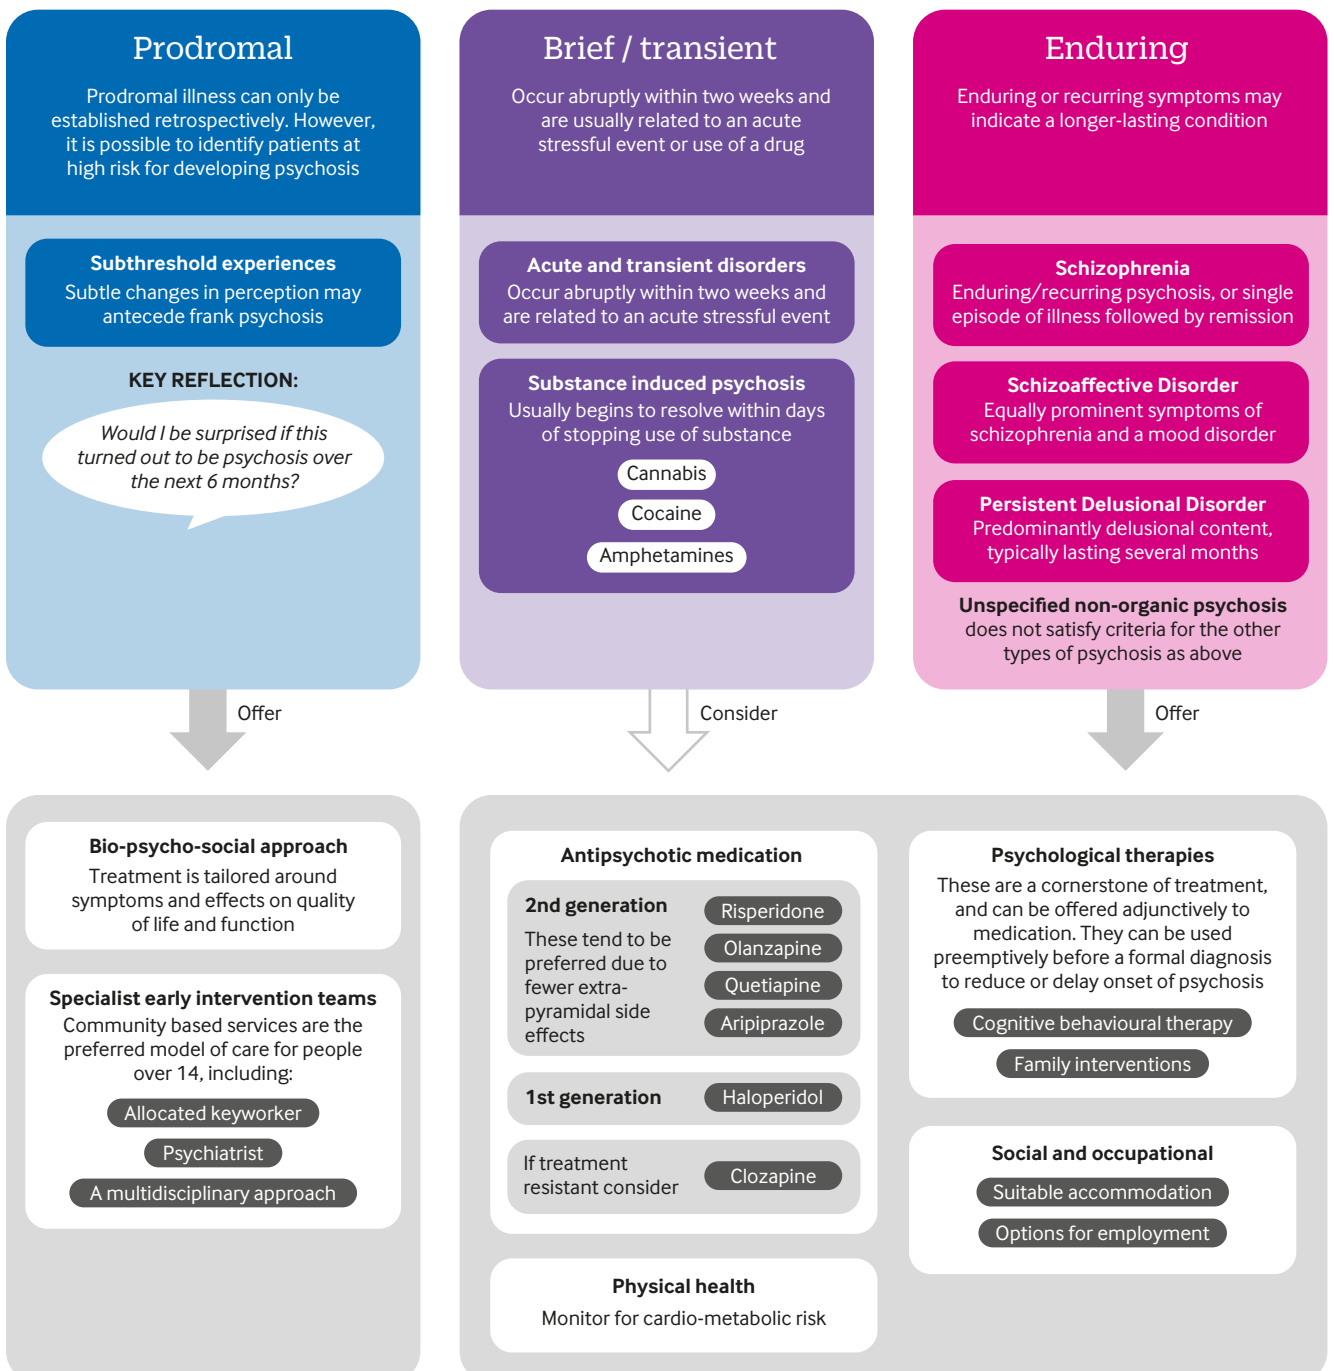 Prodromal
Prodromal illness can only be
established retrospectively. However,
it is possible to identify patients at
high risk for developing psychosis
Subthreshold experiences
Subtle changes in perception may
antecede frank psychosis
KEY REFLECTION:
Would I be surprised if this
turned out to be psychosis over
the next 6 months?
Offer
Bio-psycho-social approach
Treatment is tailored around
symptoms and effects on quality
of life and function
Specialist early intervention teams
Community based services are the
preferred model of care for people
over 14, including:
Allocated keyworker
Psychiatrist
A multidisciplinary approach
Brief / transient
Occur abruptly within two weeks and
are usually related to an acute
stressful event or use of a drug
Acute and transient disorders
Occur abruptly within two weeks and
are related to an acute stressful event
Substance induced psychosis
Usually begins to resolve within days
of stopping use of substance
Cannabis
Cocaine
Amphetamines
Consider
Enduring
Enduring or recurring symptoms may
indicate a longer-lasting condition
Schizophrenia
Enduring/recurring psychosis, or single
episode of illness followed by remission
Schizoaffective Disorder
Equally prominent symptoms of
schizophrenia and a mood disorder
Persistent Delusional Disorder
Predominantly delusional content,
typically lasting several months
Unspecified non-organic psychosis
does not satisfy criteria for the other
types of psychosis as above
Offer
Antipsychotic medication
2nd generation
These tend to be
preferred due to
fewer extra-
pyramidal side
effects
Risperidone
Olanzapine
Quetiapine
Aripiprazole
1st generation
Haloperidol
If treatment
resistant consider
Clozapine
Physical health
Monitor for cardio-metabolic risk
Psychological therapies
These are a cornerstone of treatment,
and can be offered adjunctively to
medication. They can be used
preemptively before a formal diagnosis
to reduce or delay onset of psychosis
Cognitive behavioural therapy
Family interventions
Social and occupational
Suitable accommodation
Options for employment